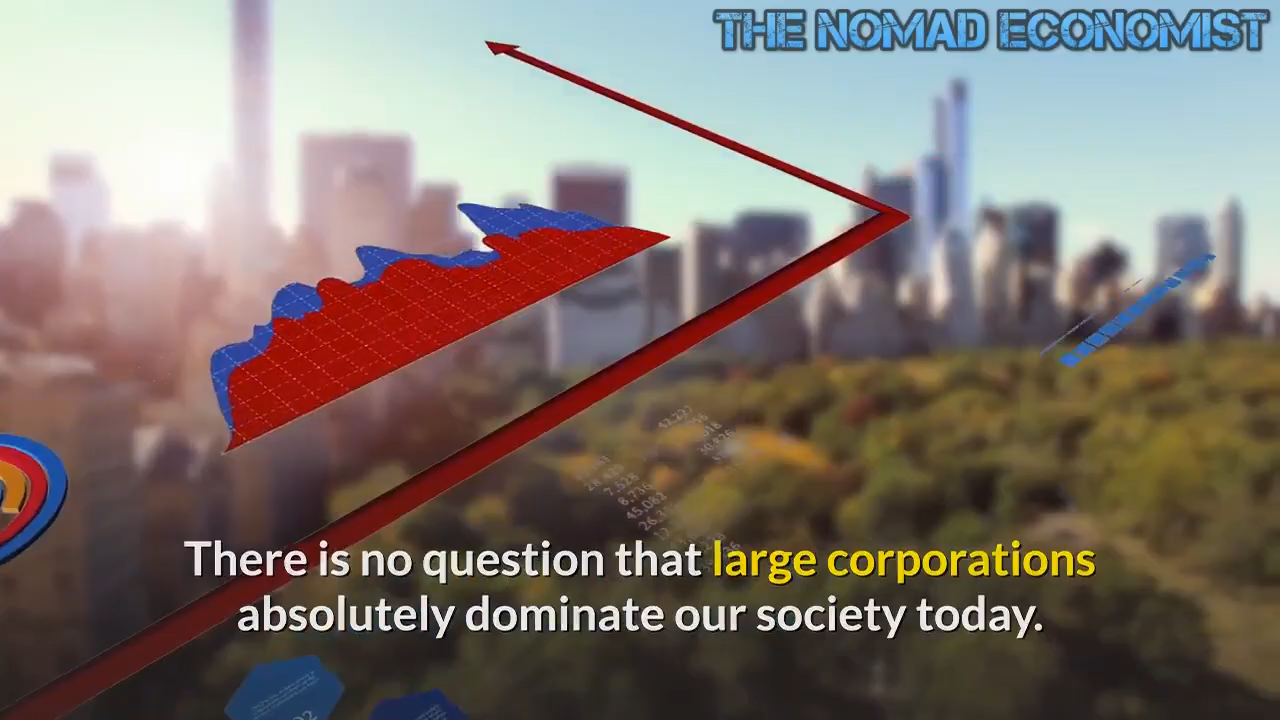 THE NOMAD ECONOMIST
There is no question that large corporations
absolutely dominate our society today.